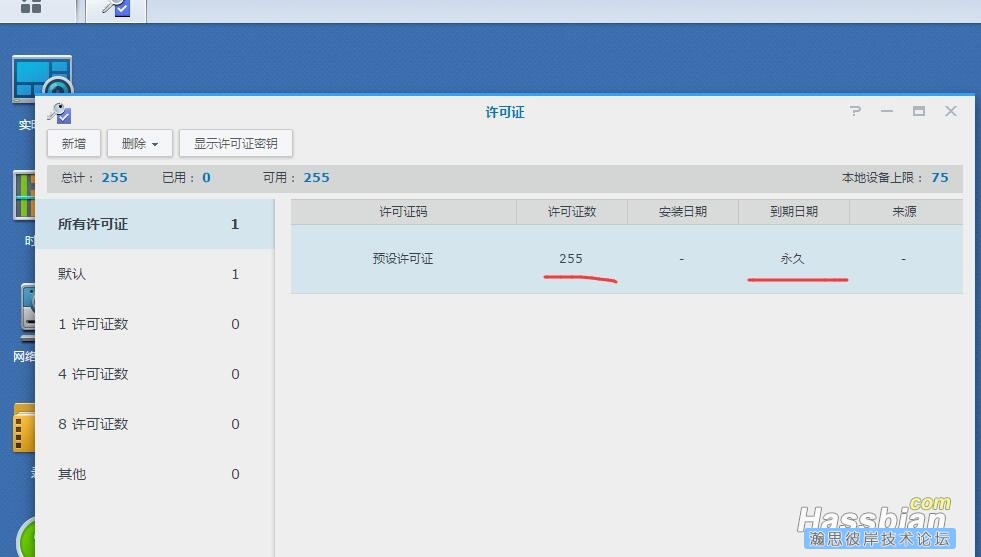 许可证
新增 删除 显示许可证密钥
总计： 255 已用： 0 可用： 255 本地设备上限： 75
许可证码 许可证数 安装日期 到期日期 来源
所有许可证 1
预设许可证 255 - 永久 -
默认 1
1 许可证数 0
4 许可证数 0
8 许可证数 0
其他 0
实时
时
网络
Hassbian
.com
瀚思彼岸技术论坛